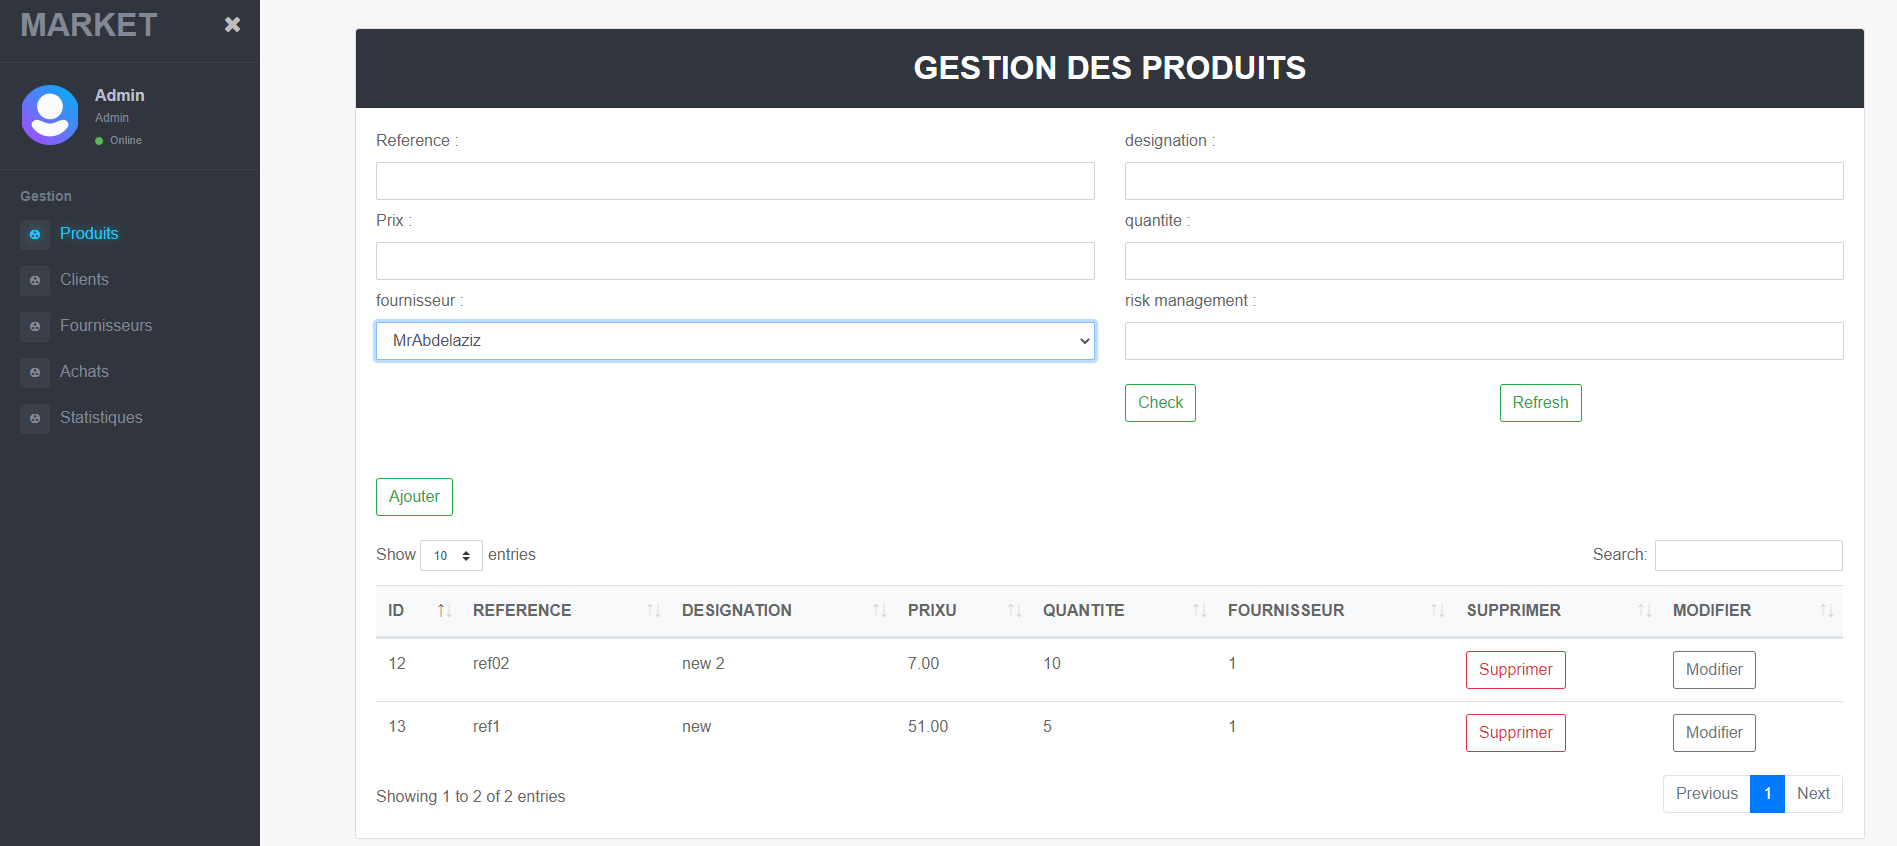 MARKET
Admin
Admin
Online
Gestion
Produits
Clients
Fournisseurs
Achats
Statistiques
GESTION DES PRODUITS
Reference :
designation :
Prix :
quantite :
fournisseur :
risk management :
MrAbdelaziz
Check
Refresh
Ajouter
Show 10 entries
Search:
ID REFERENCE DESIGNATION PRIXU QUANTITE FOURNISSEUR SUPPRIMER MODIFIER
12 ref02 new 2 7.00 10 1 Supprimer Modifier
13 ref1 new 51.00 5 1 Supprimer Modifier
Showing 1 to 2 of 2 entries
Previous 1 Next